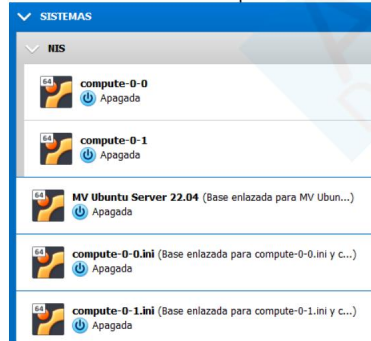 SISTEMAS
NIS
64
compute-0-0
Apagada
64
compute-0-1
Apagada
64
MV Ubuntu Server 22.04 (Base enlazada para MV Ubun...)
Apagada
64
compute-0-0.ini (Base enlazada para compute-0-0.ini y c...)
Apagada
64
compute-0-1.ini (Base enlazada para compute-0-1.ini y c...)
Apagada